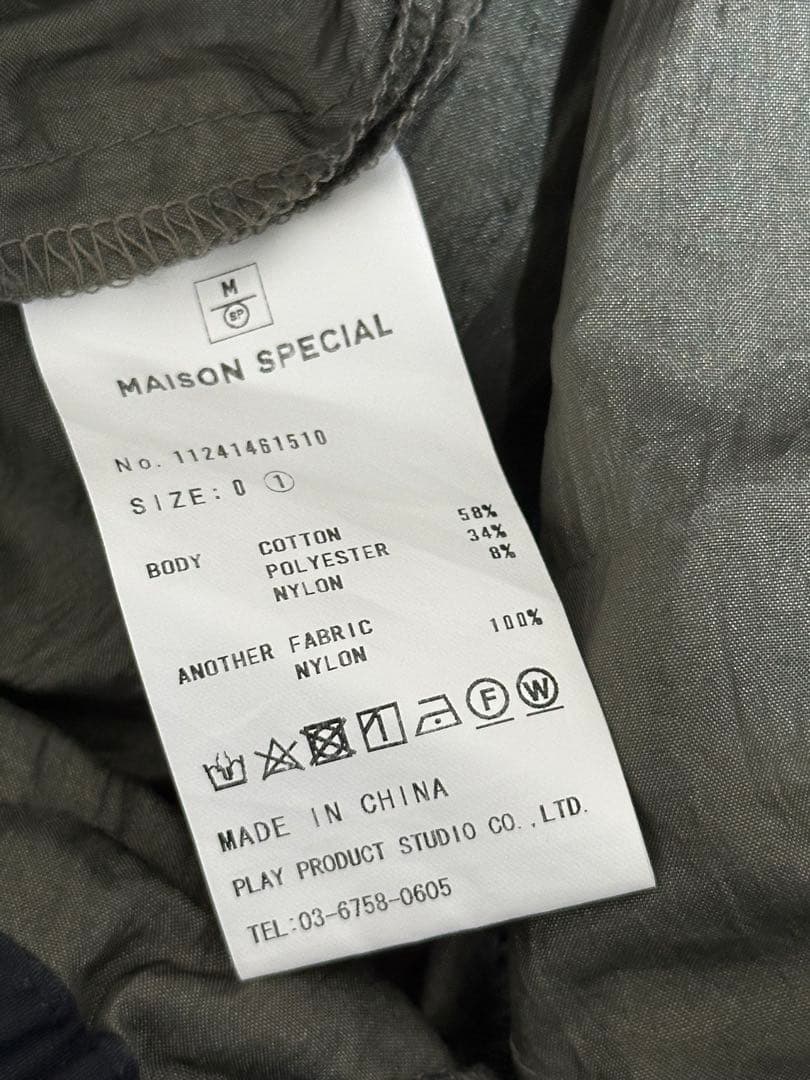 M
SP
MAISON SPECIAL
No. 11241461510
SIZE: 0 ①
BODY COTTON 58%
POLYESTER 34%
NYLON 8%
ANOTHER FABRIC 100%
NYLON
F W
MADE IN CHINA
PLAY PRODUCT STUDIO CO.,LTD.
TEL:03-6758-0605